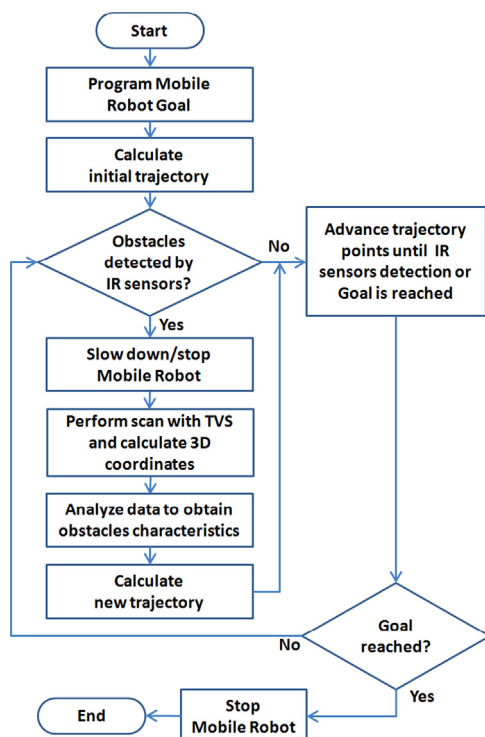 Start
Program Mobile
Robot Goal
Calculate
initial trajectory
Obstacles
detected by
IR sensors?
No
Advance trajectory
points until IR
sensors detection or
Goal is reached
Yes
Slow down/stop
Mobile Robot
Perform scan with TVS
and calculate 3D
coordinates
Analyze data to obtain
obstacles characteristics
Calculate
new trajectory
Goal
reached?
No
Yes
Stop
Mobile Robot
End